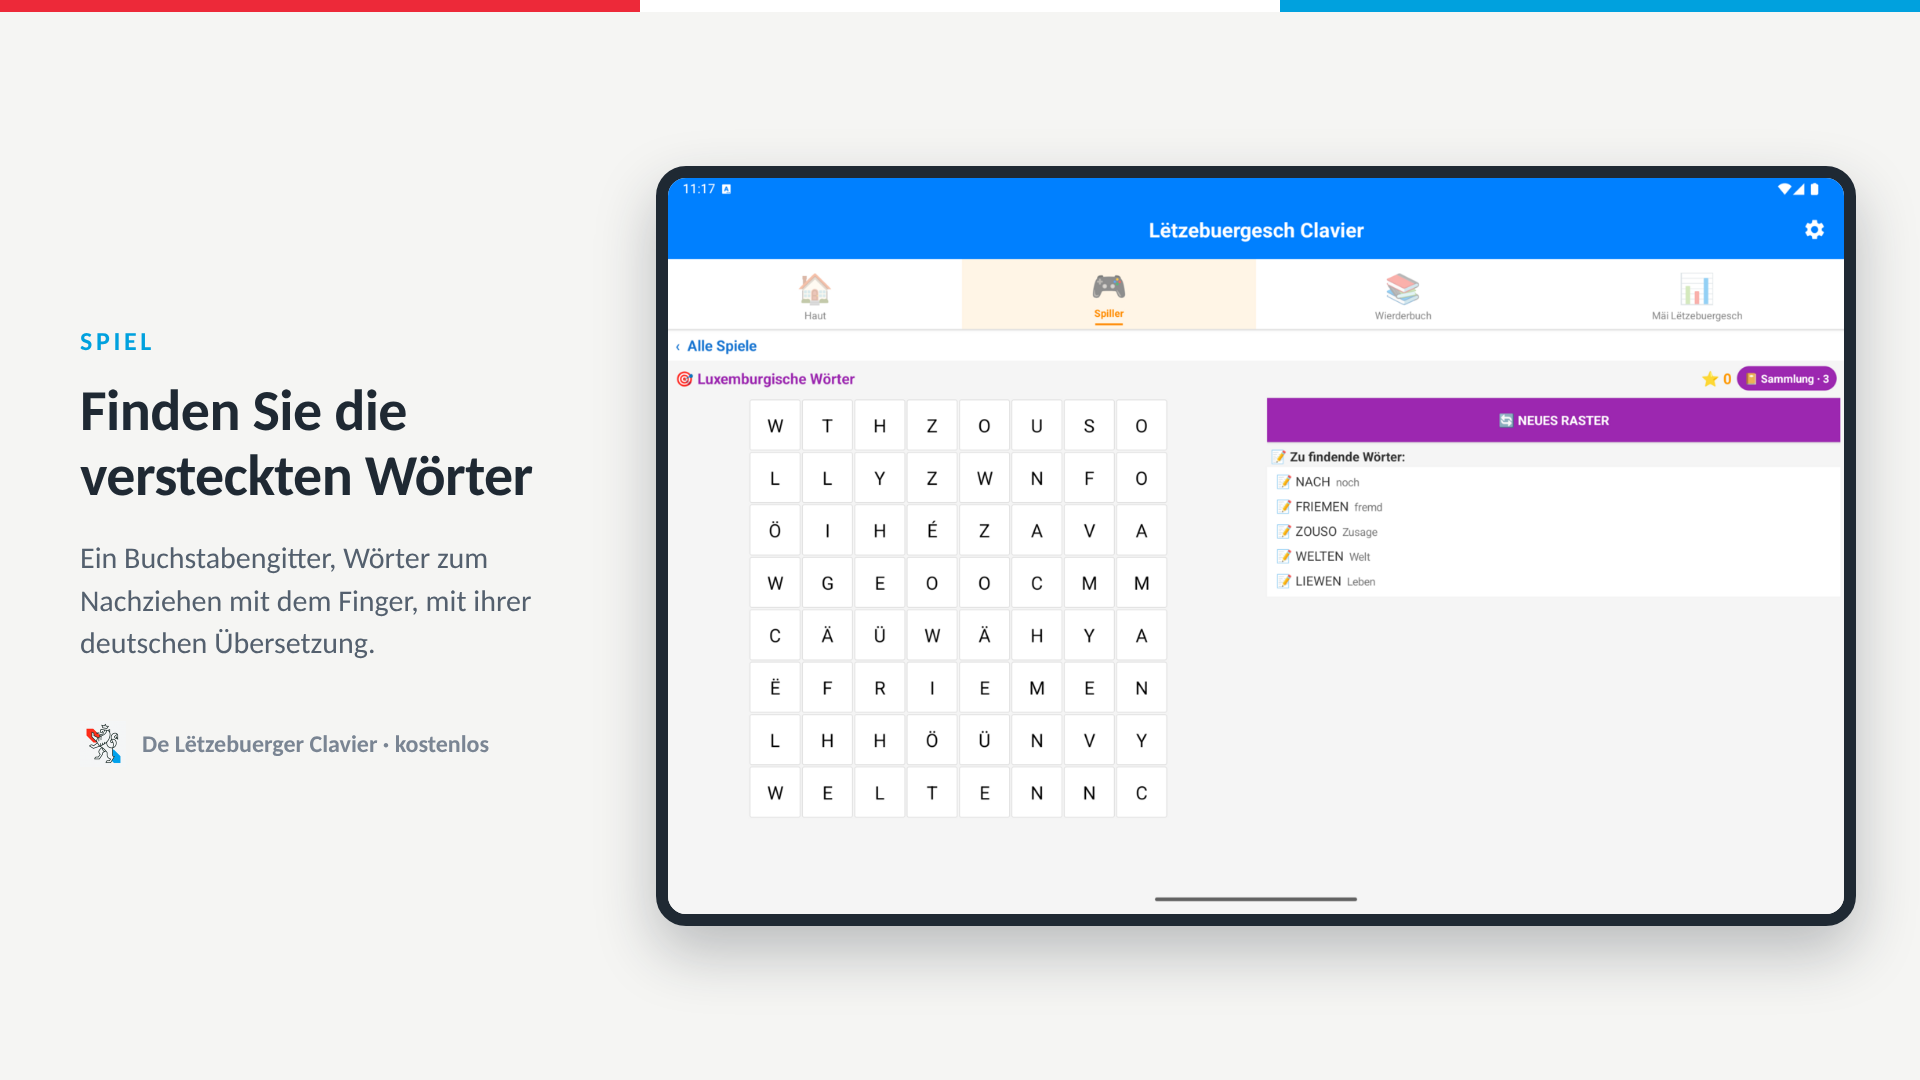 SPIEL
Finden Sie die
versteckten Wörter
Ein Buchstabengitter, Wörter zum
Nachziehen mit dem Finger, mit ihrer
deutschen Übersetzung.
De Lëtzebuerger Clavier · kostenlos
11:17
Lëtzebuergesch Clavier
Haut
Spiller
Wierderbuch
Mäi Lëtzebuergesch
‹ Alle Spiele
Luxemburgische Wörter
0
Sammlung · 3
W T H Z O U S O
L L Y Z W N F O
Ö I H É Z A V A
W G E O O C M M
C Ä Ü W Ä H Y A
Ë F R I E M E N
L H H Ö Ü N V Y
W E L T E N N C
NEUES RASTER
Zu findende Wörter:
NACH noch
FRIEMEN fremd
ZOUSO Zusage
WELTEN Welt
LIEWEN Leben